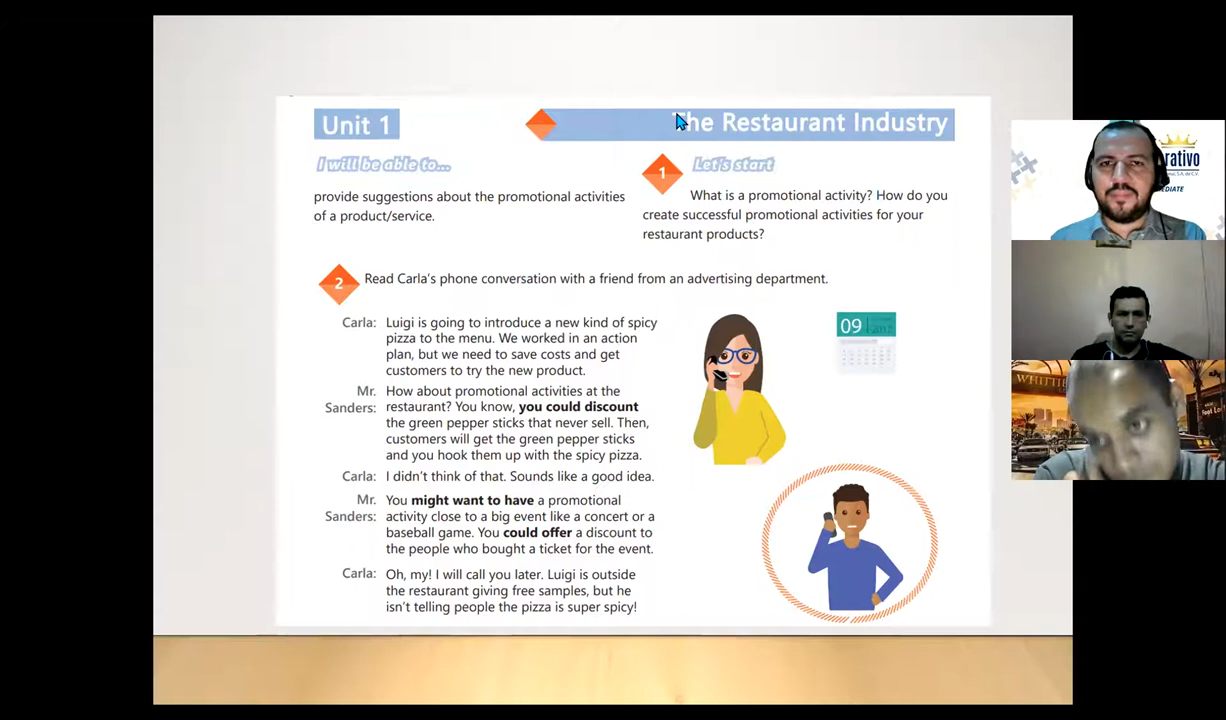 Unit 1
The Restaurant Industry
I will be able to...
provide suggestions about the promotional activities
of a product/service.
1
Let's start
What is a promotional activity? How do you
create successful promotional activities for your
restaurant products?
2
Read Carla's phone conversation with a friend from an advertising department.
Carla: Luigi is going to introduce a new kind of spicy
pizza to the menu. We worked in an action
plan, but we need to save costs and get
customers to try the new product.
Mr. How about promotional activities at the
Sanders: restaurant? You know, you could discount
the green pepper sticks that never sell. Then,
customers will get the green pepper sticks
and you hook them up with the spicy pizza.
Carla: I didn't think of that. Sounds like a good idea.
Mr. You might want to have a promotional
Sanders: activity close to a big event like a concert or a
baseball game. You could offer a discount to
the people who bought a ticket for the event.
Carla: Oh, my! I will call you later. Luigi is outside
the restaurant giving free samples, but he
isn't telling people the pizza is super spicy!
09
rativo
S.A. de C.V.
EDIATE
WHITT